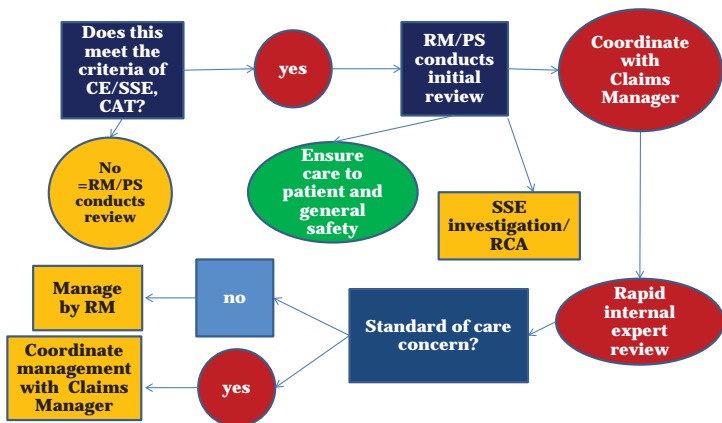 Does this
meet the
criteria of
CE/SSE,
CAT?
yes
RM/PS
conducts
initial
review
Coordinate
with
Claims
Manager
No
=RM/PS
conducts
review
Ensure
care to
patient and
general
safety
SSE
investigation/
RCA
Manage
by RM
no
Standard of care
concern?
Rapid
internal
expert
review
Coordinate
management
with Claims
Manager
yes